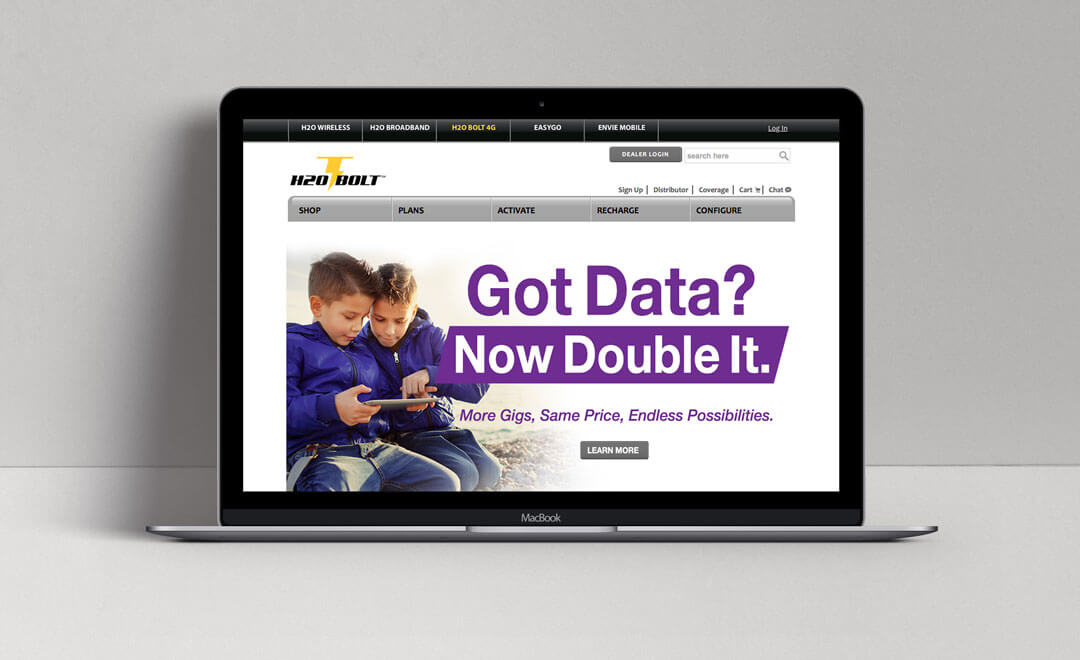 H2O WIRELESS
H2O BROADBAND
H2O BOLT 4G
EASYGO
ENVIE MOBILE
Log In
DEALER LOGIN
search here
H2O BOLT™
Sign Up | Distributor | Coverage | Cart | Chat
SHOP
PLANS
ACTIVATE
RECHARGE
CONFIGURE
Got Data?
Now Double It.
More Gigs, Same Price, Endless Possibilities.
LEARN MORE
MacBook